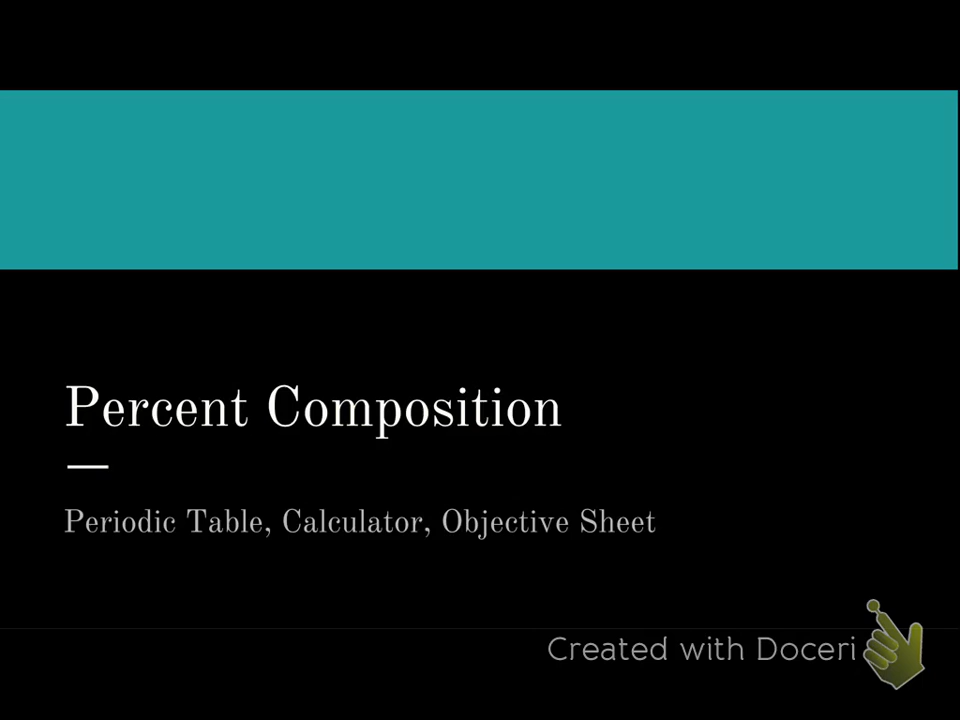 Percent Composition
Periodic Table, Calculator, Objective Sheet
Created with Doceri